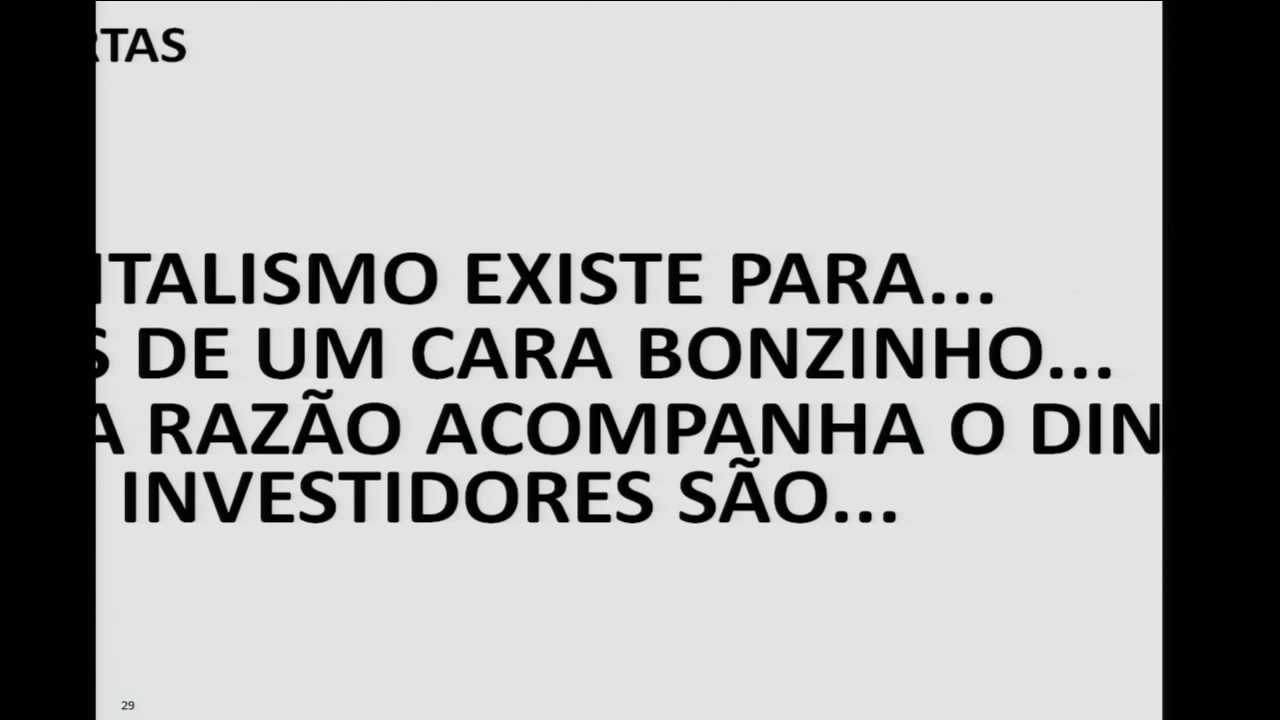 RTAS
ITALISMO EXISTE PARA...
S DE UM CARA BONZINHO...
A RAZÃO ACOMPANHA O DIN
INVESTIDORES SÃO...
29